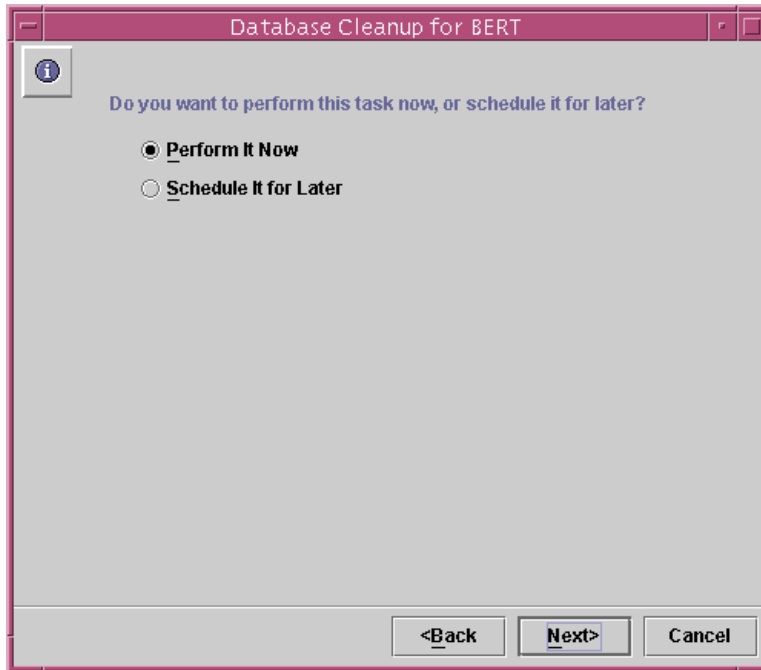 Database Cleanup for BERT
Do you want to perform this task now, or schedule it for later?
Perform It Now
Schedule It for Later
<Back
Next>
Cancel